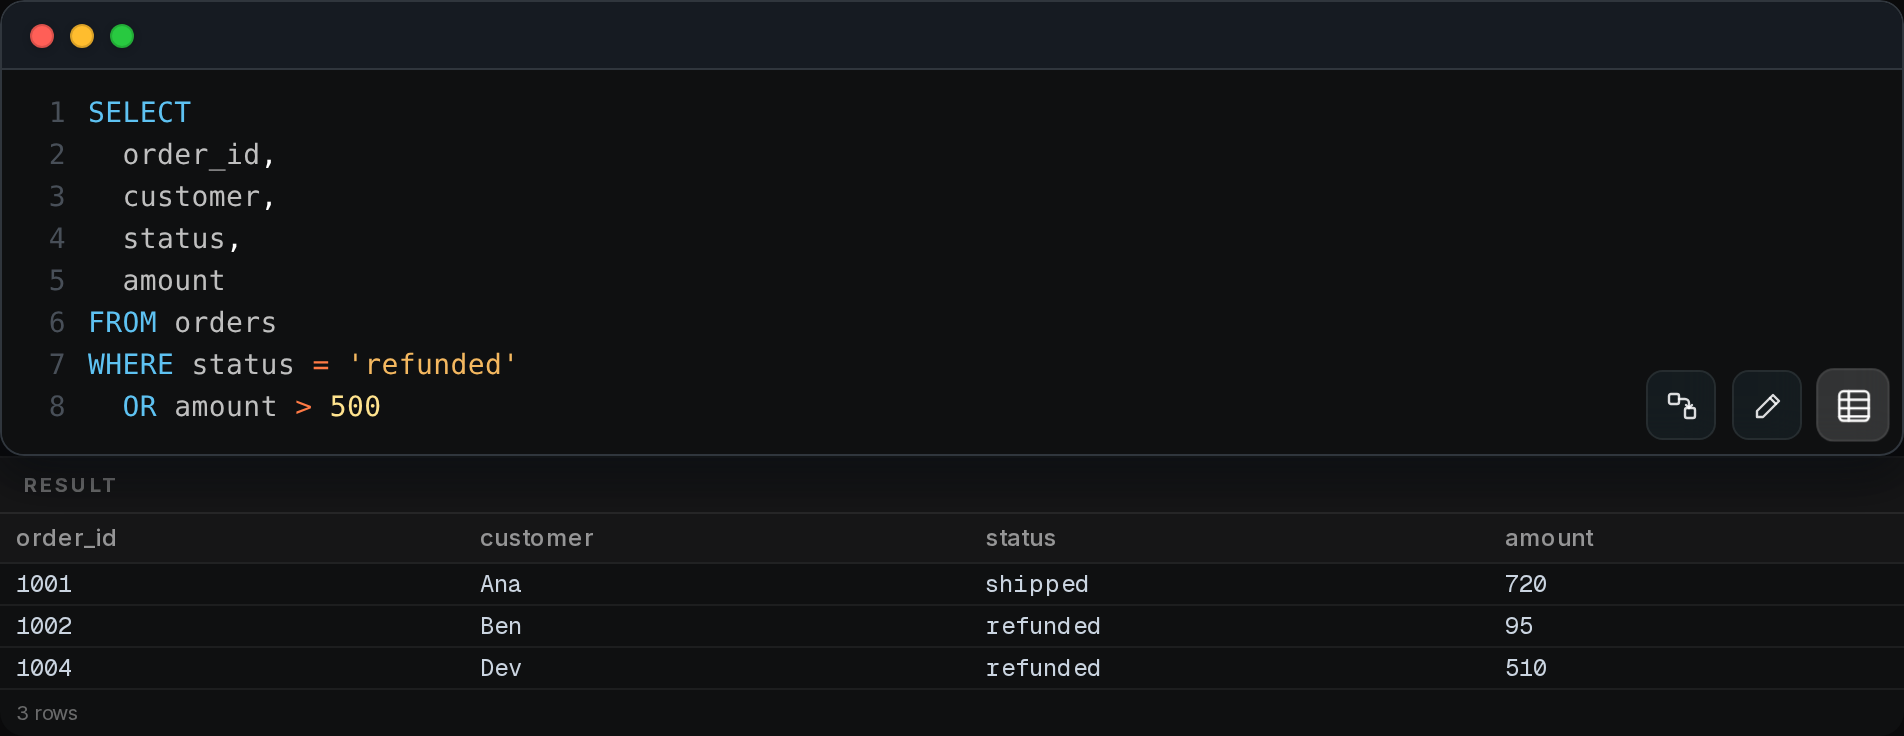 1 SELECT
2   order_id,
3   customer,
4   status,
5   amount
6 FROM orders
7 WHERE status = 'refunded'
8   OR amount > 500
RESULT
order_id customer status amount
1001 Ana shipped 720
1002 Ben refunded 95
1004 Dev refunded 510
3 rows